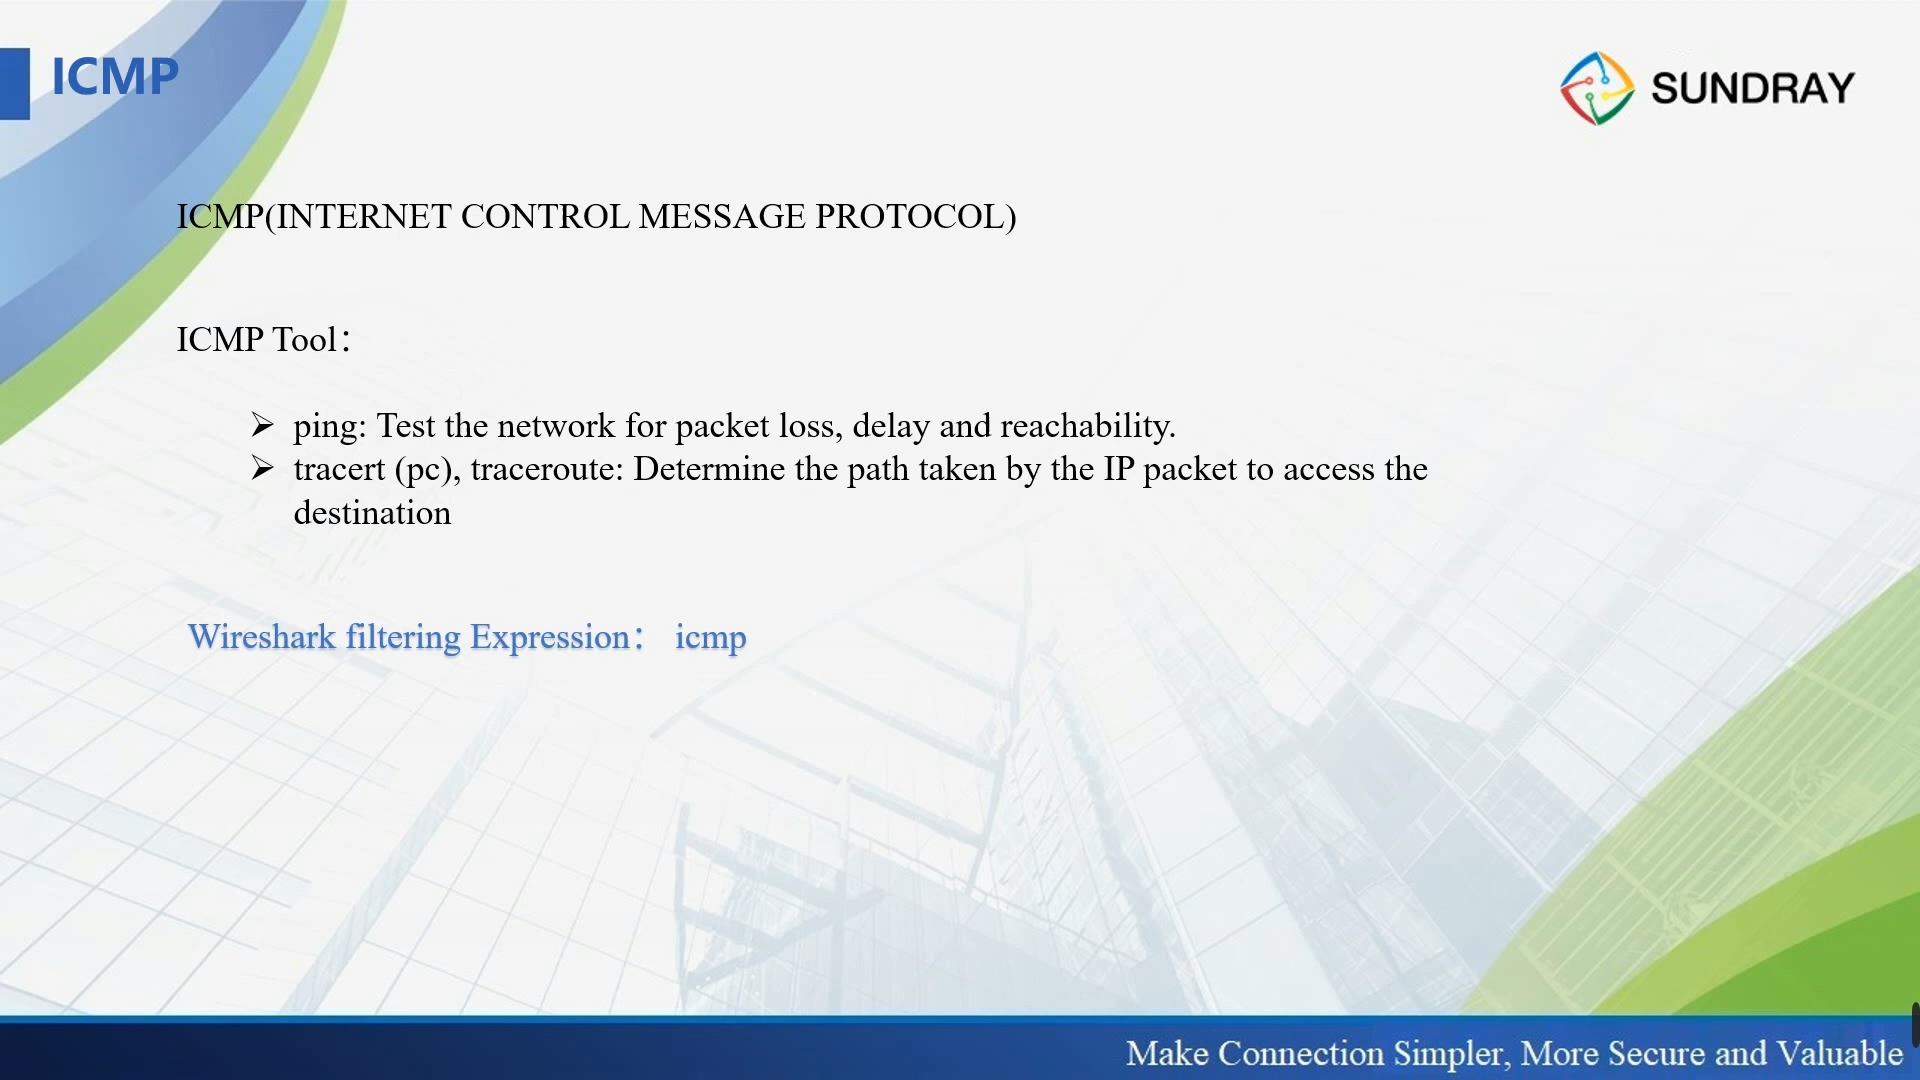 ICMP
SUNDRAY
ICMP(INTERNET CONTROL MESSAGE PROTOCOL)
ICMP Tool：
➢ ping: Test the network for packet loss, delay and reachability.
➢ tracert (pc), traceroute: Determine the path taken by the IP packet to access the
destination
Wireshark filtering Expression： icmp
Make Connection Simpler, More Secure and Valuable